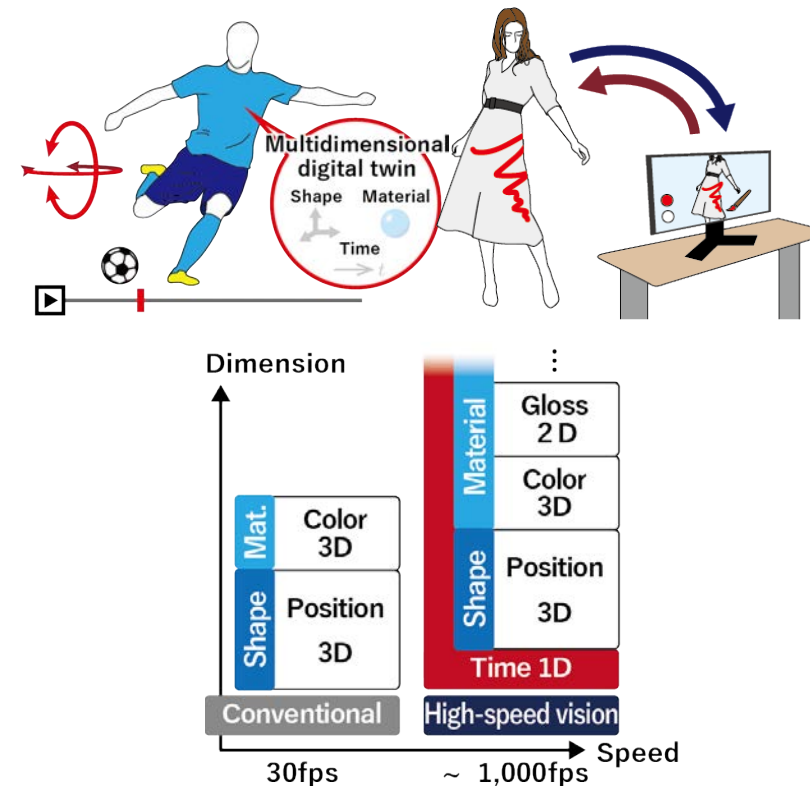 Multidimensional
digital twin
Shape
Material
Time
t
Dimension
Mat.
Color
3D
Shape
Position
3D
Conventional
⋮
Material
Gloss
2D
Color
3D
Shape
Position
3D
Time 1D
High-speed vision
Speed
30fps
~ 1,000fps